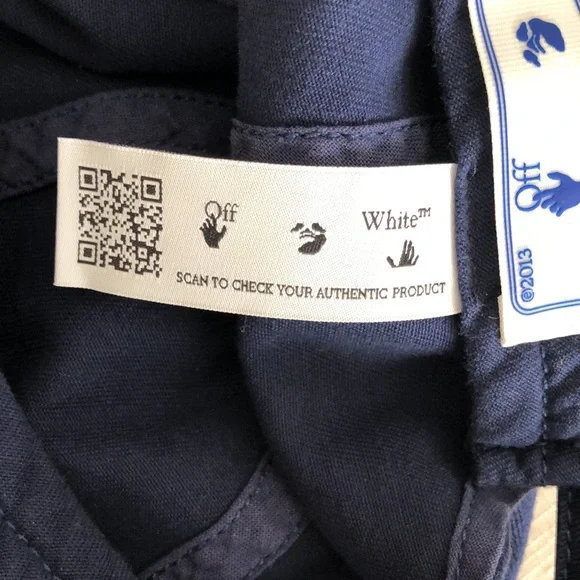 Off
White™
SCAN TO CHECK YOUR AUTHENTIC PRODUCT
Off
©2013